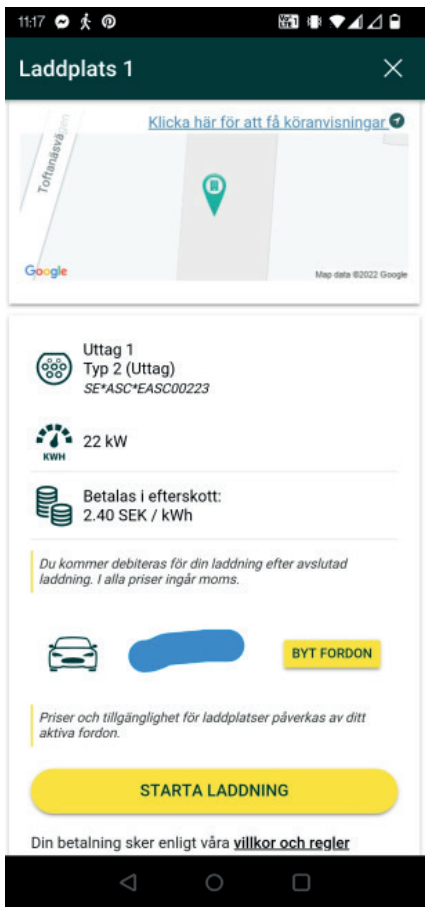 11:17
Laddplats 1
Klicka här för att få köranvisningar
Toftanäsvägen
Google
Map data ©2022 Google
Uttag 1
Typ 2 (Uttag)
SE*ASC*EASC00223
KWH
22 kW
Betalas i efterskott:
2.40 SEK / kWh
Du kommer debiteras för din laddning efter avslutad
laddning. I alla priser ingår moms.
BYT FORDON
Priser och tillgänglighet för laddplatser påverkas av ditt
aktiva fordon.
STARTA LADDNING
Din betalning sker enligt våra villkor och regler